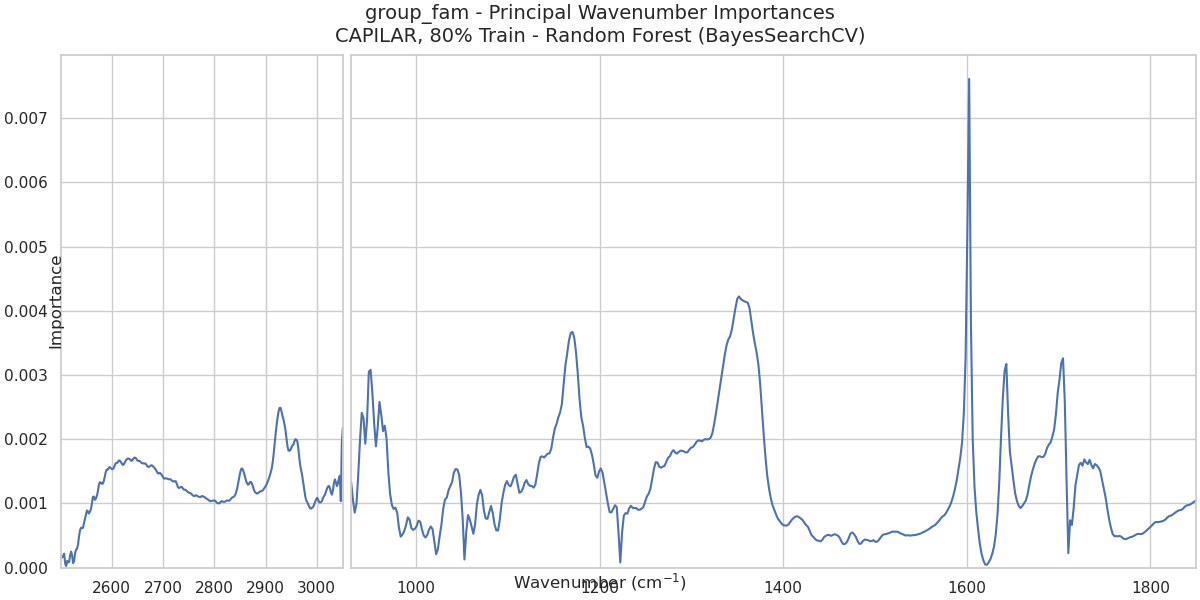 group_fam - Principal Wavenumber Importances
CAPILAR, 80% Train - Random Forest (BayesSearchCV)
0.007
0.006
0.005
0.004
0.003
0.002
0.001
0.000
Importance
2600 2700 2800 2900 3000 1000 1200 1400 1600 1800
Wavenumber (cm⁻¹)